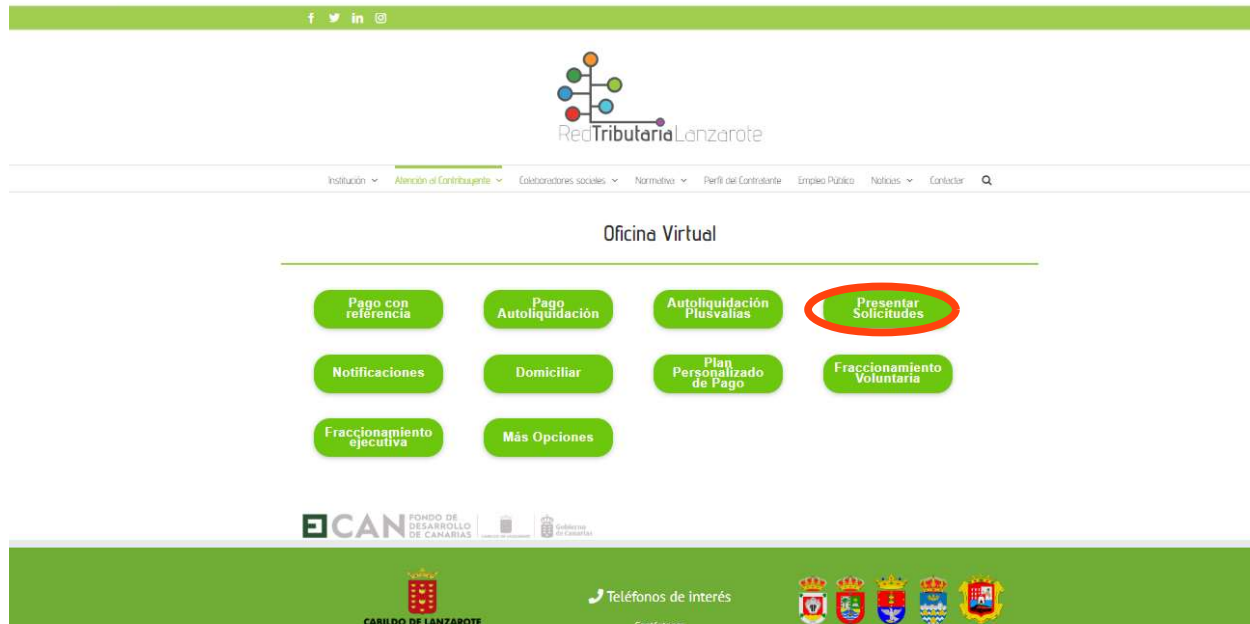 RedTributariaLanzarote
Institución
Atención al Contribuyente
Colaboradores sociales
Normativa
Perfil del Contratante
Empleo Público
Noticias
Contactar
Oficina Virtual
Pago con
referencia
Pago
Autoliquidación
Autoliquidación
Plusvalías
Presentar
Solicitudes
Notificaciones
Domiciliar
Plan
Personalizado
de Pago
Fraccionamiento
Voluntaria
Fraccionamiento
ejecutiva
Más Opciones
CAN
FONDO DE
DESARROLLO
DE CANARIAS
Gobierno
de Canarias
Teléfonos de interés
CABILDO DE LANZAROTE